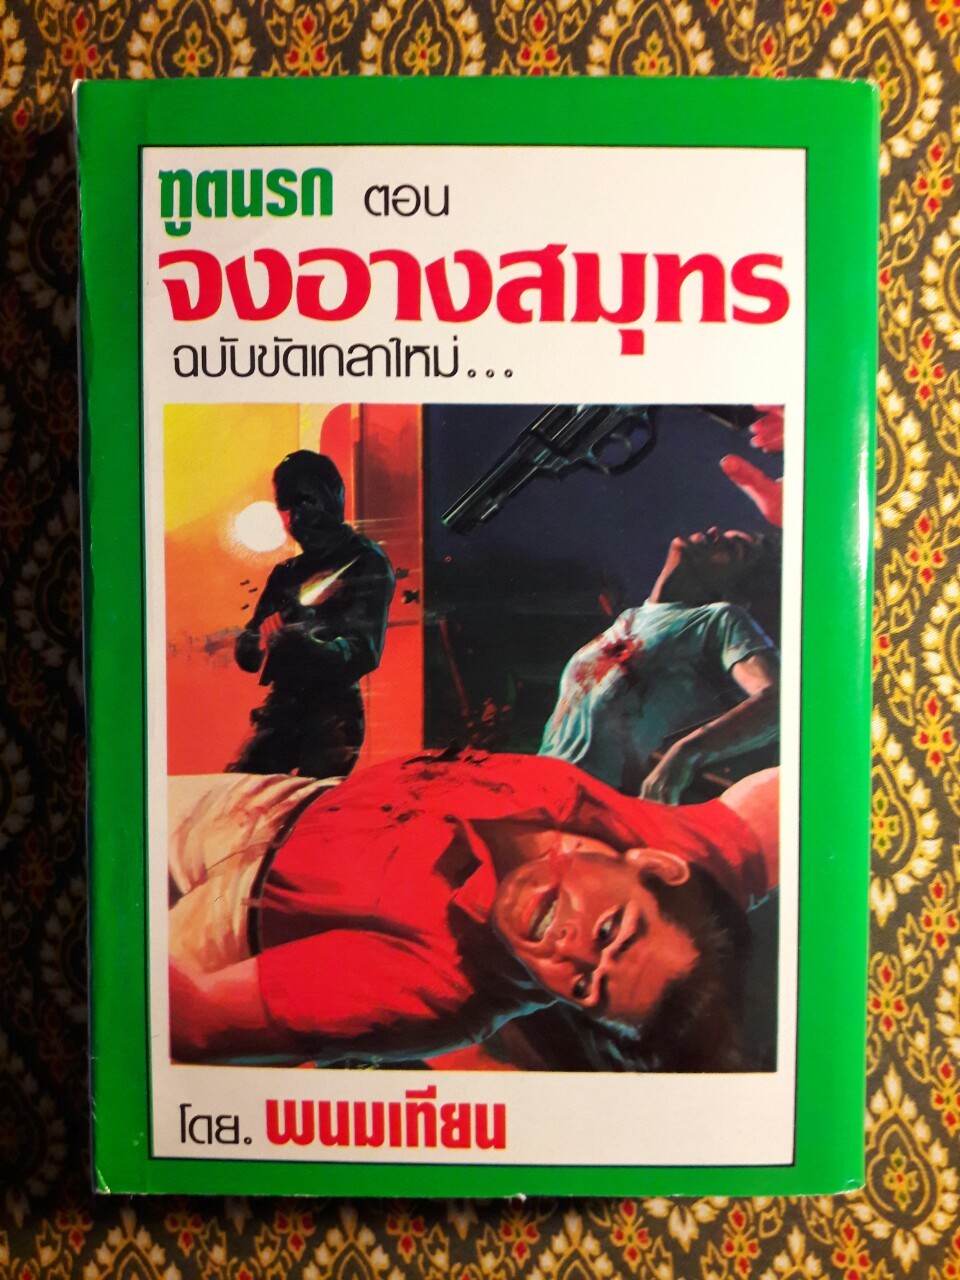 ฑูตนรก ตอน
จงอางสมุทร
ฉบับขัดเกลาใหม่...
โดย. พนมเทียน